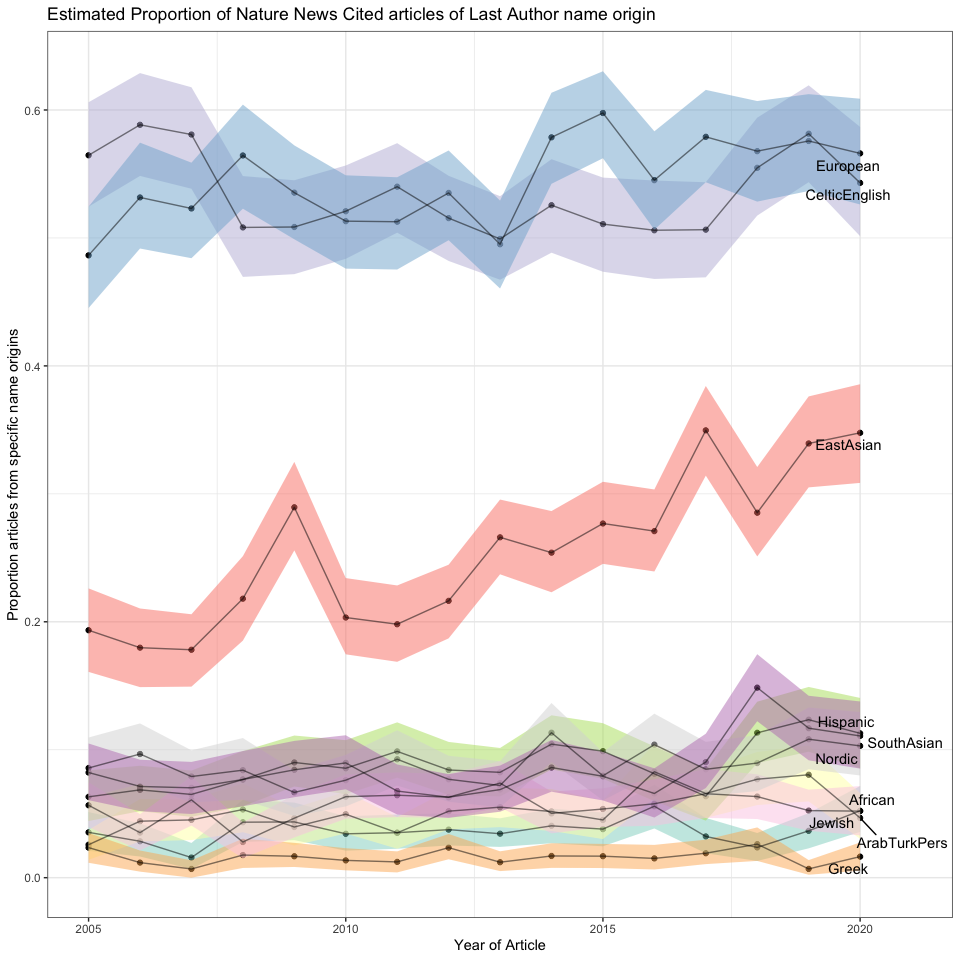 Estimated Proportion of Nature News Cited articles of Last Author name origin
Proportion articles from specific name origins
0.6
0.4
0.2
0.0
European
CelticEnglish
EastAsian
Hispanic
SouthAsian
Nordic
African
Jewish
ArabTurkPers
Greek
2005
2010
2015
2020
Year of Article